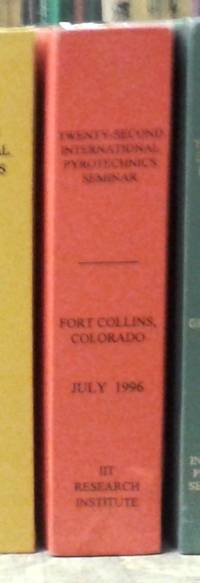 TWENTY-SECOND
INTERNATIONAL
PYROTECHNICS
SEMINAR
FORT COLLINS,
COLORADO
JULY 1996
IIT
RESEARCH
INSTITUTE